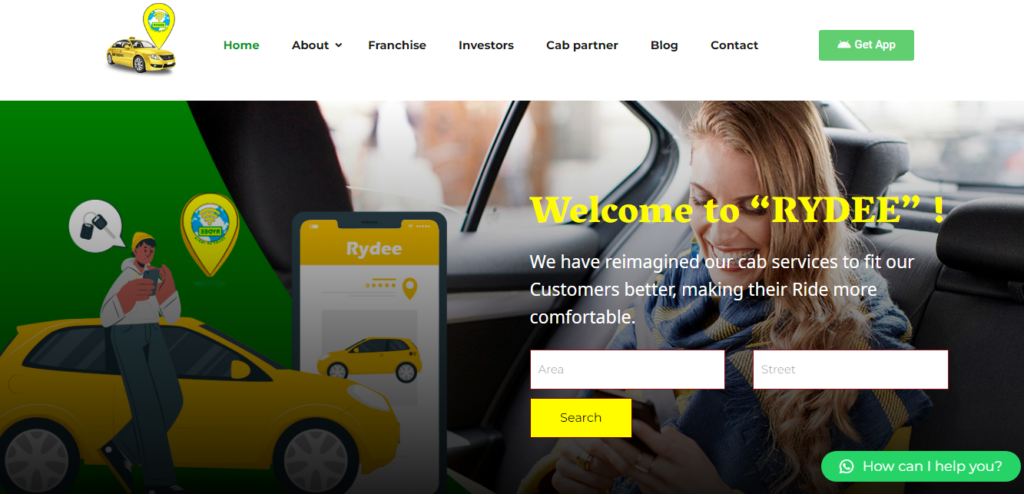 Home
About
Franchise
Investors
Cab partner
Blog
Contact
Get App
Welcome to “RYDEE” !
We have reimagined our cab services to fit our
Customers better, making their Ride more
comfortable.
Rydee
Area
Street
Search
How can I help you?